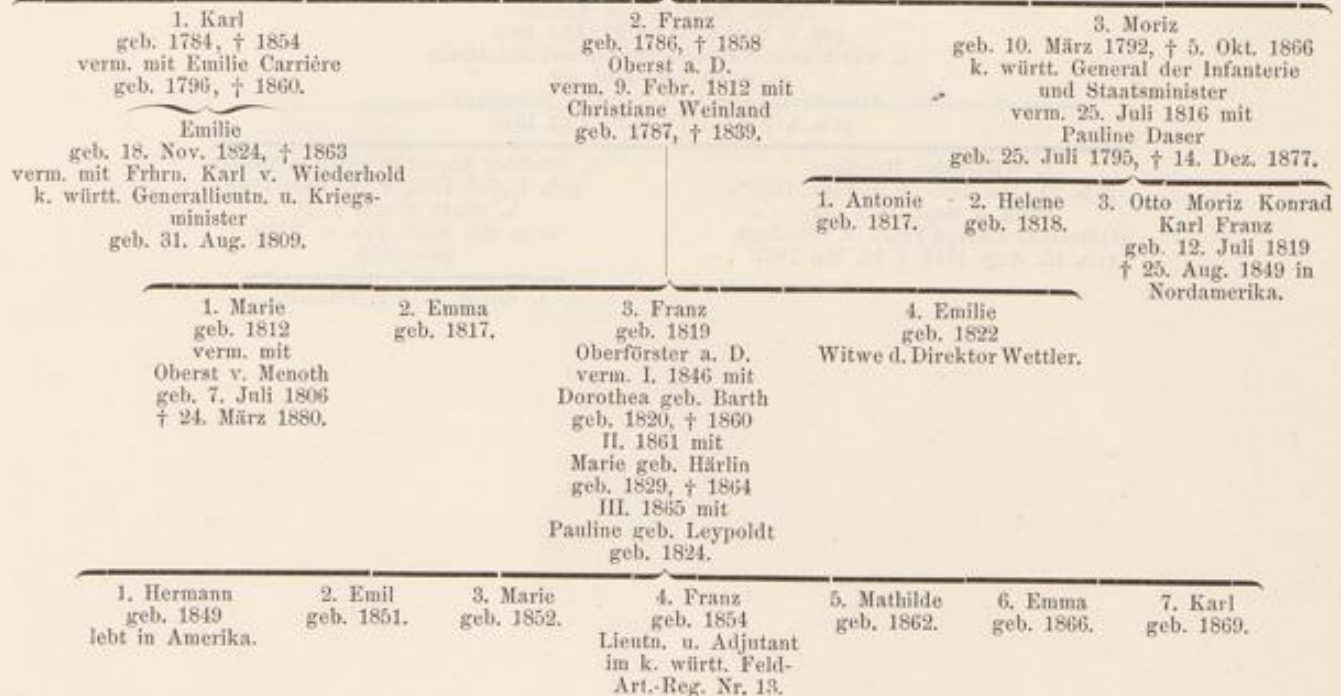 1. Karl
geb. 1784, † 1854
verm. mit Emilie Carriére
geb. 1796, † 1860.
Emilie
geb. 18. Nov. 1824, † 1863
verm. mit Frhrn. Karl v. Wiederhold
k. württ. Generallieutn. u. Kriegs-
minister
geb. 31. Aug. 1809.
2. Franz
geb. 1786, † 1858
Oberst a. D.
verm. 9. Febr. 1812 mit
Christiane Weinland
geb. 1787, † 1839.
3. Moriz
geb. 10. März 1792, † 5. Okt. 1866
k. württ. General der Infanterie
und Staatsminister
verm. 25. Juli 1816 mit
Pauline Daser
geb. 25. Juli 1795, † 14. Dez. 1877.
1. Antonie
geb. 1817.
2. Helene
geb. 1818.
3. Otto Moriz Konrad
Karl Franz
geb. 12. Juli 1819
† 25. Aug. 1849 in
Nordamerika.
1. Marie
geb. 1812
verm. mit
Oberst v. Menoth
geb. 7. Juli 1806
† 24. März 1880.
2. Emma
geb. 1817.
3. Franz
geb. 1819
Oberförster a. D.
verm. I. 1846 mit
Dorothea geb. Barth
geb. 1820, † 1860
II. 1861 mit
Marie geb. Härlin
geb. 1829, † 1864
III. 1865 mit
Pauline geb. Leypoldt
geb. 1824.
4. Emilie
geb. 1822
Witwe d. Direktor Wettler.
1. Hermann
geb. 1849
lebt in Amerika.
2. Emil
geb. 1851.
3. Marie
geb. 1852.
4. Franz
geb. 1854
Lieutn. u. Adjutant
im k. württ. Feld-
Art.-Reg. Nr. 13.
5. Mathilde
geb. 1862.
6. Emma
geb. 1866.
7. Karl
geb. 1869.